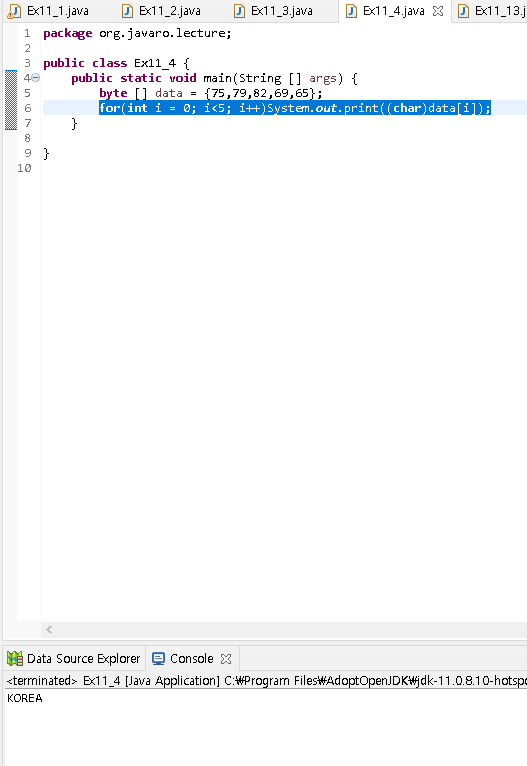 Ex11_1.java Ex11_2.java Ex11_3.java Ex11_4.java Ex11_13.j
1 package org.javaro.lecture;
2
3 public class Ex11_4 {
4 public static void main(String [] args) {
5 byte [] data = {75,79,82,69,65};
6 for(int i = 0; i<5; i++)System.out.print((char)data[i]);
7 }
8
9 }
10
Data Source Explorer Console
<terminated> Ex11_4 [Java Application] C:₩Program Files₩AdoptOpenJDK₩jdk-11.0.8.10-hotspo
KOREA